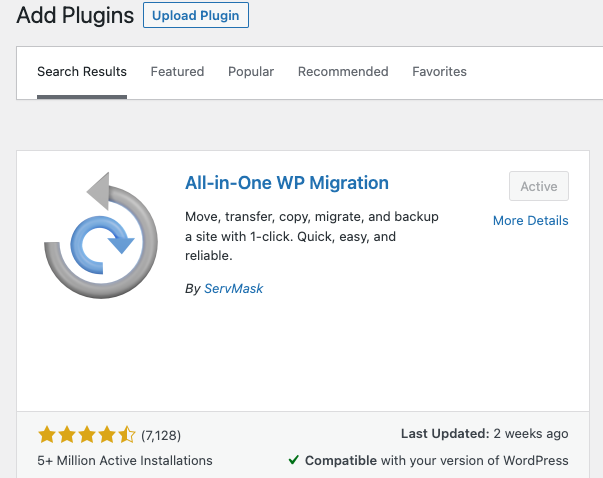 Add Plugins Upload Plugin
Search Results Featured Popular Recommended Favorites
All-in-One WP Migration
Active
Move, transfer, copy, migrate, and backup
a site with 1-click. Quick, easy, and
reliable.
More Details
By ServMask
(7,128)
5+ Million Active Installations
Last Updated: 2 weeks ago
Compatible with your version of WordPress